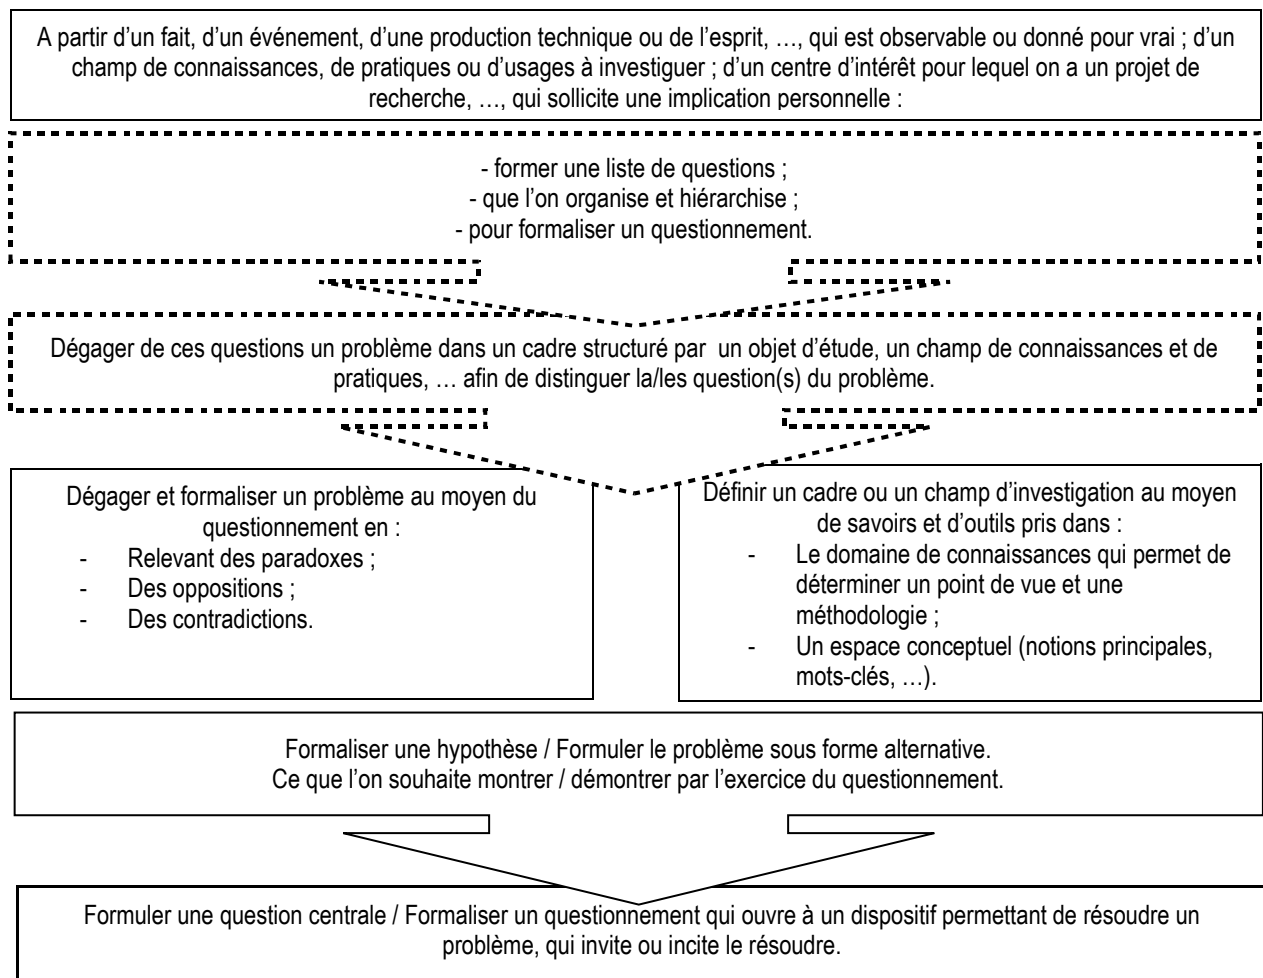 A partir d’un fait, d’un événement, d’une production technique ou de l’esprit, …, qui est observable ou donné pour vrai ; d’un
champ de connaissances, de pratiques ou d’usages à investiguer ; d’un centre d’intérêt pour lequel on a un projet de
recherche, …, qui sollicite une implication personnelle :
- former une liste de questions ;
- que l’on organise et hiérarchise ;
- pour formaliser un questionnement.
Dégager de ces questions un problème dans un cadre structuré par un objet d’étude, un champ de connaissances et de
pratiques, … afin de distinguer la/les question(s) du problème.
Dégager et formaliser un problème au moyen du
questionnement en :
- Relevant des paradoxes ;
- Des oppositions ;
- Des contradictions.
Définir un cadre ou un champ d’investigation au moyen
de savoirs et d’outils pris dans :
- Le domaine de connaissances qui permet de
déterminer un point de vue et une
méthodologie ;
- Un espace conceptuel (notions principales,
mots-clés, …).
Formaliser une hypothèse / Formuler le problème sous forme alternative.
Ce que l’on souhaite montrer / démontrer par l’exercice du questionnement.
Formuler une question centrale / Formaliser un questionnement qui ouvre à un dispositif permettant de résoudre un
problème, qui invite ou incite le résoudre.